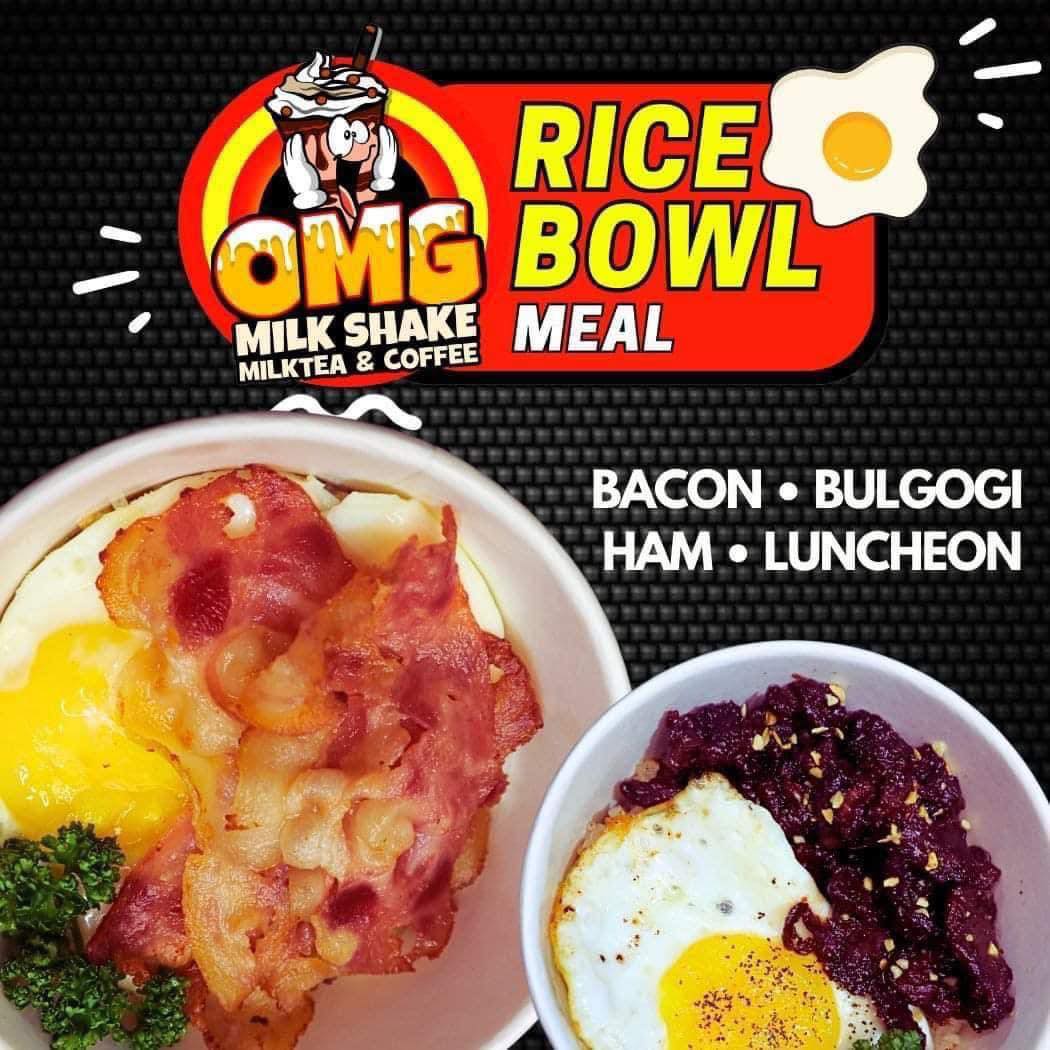 OMG
MILK SHAKE
MILKTEA & COFFEE
RICE
BOWL
MEAL
BACON • BULGOGI
HAM • LUNCHEON